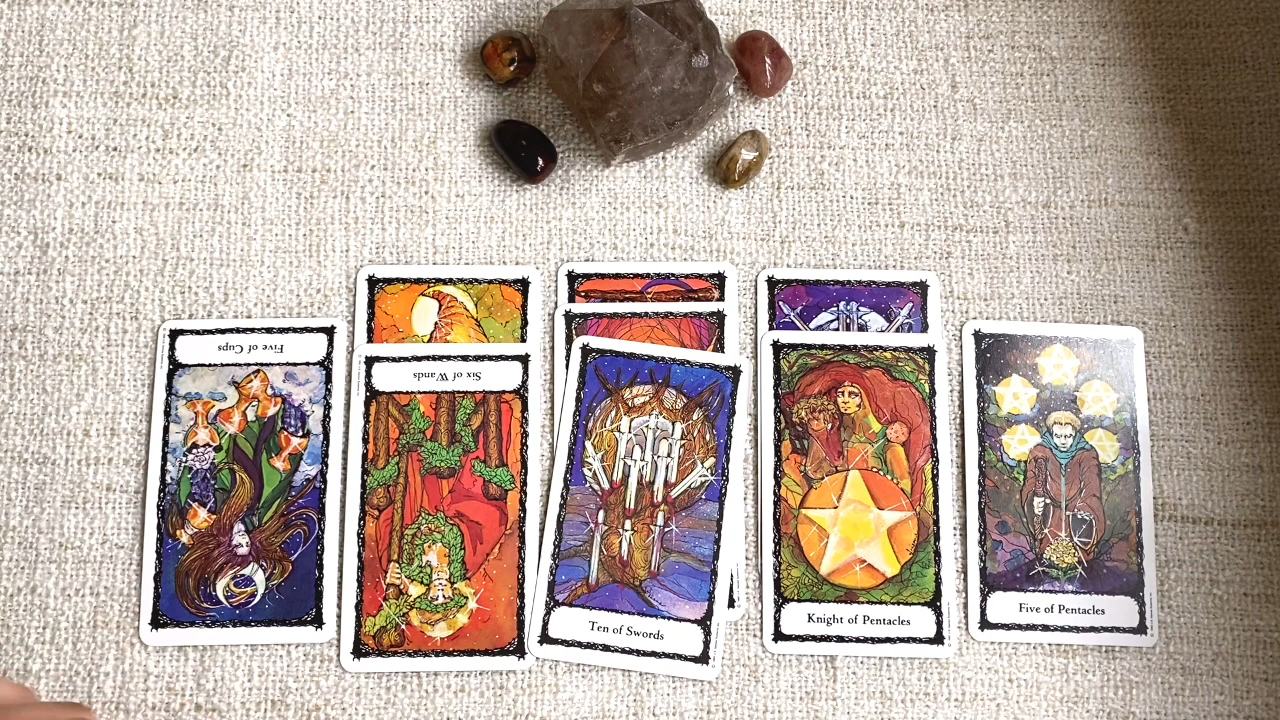 Five of Cups
Six of Wands
Ten of Swords
Knight of Pentacles
Five of Pentacles